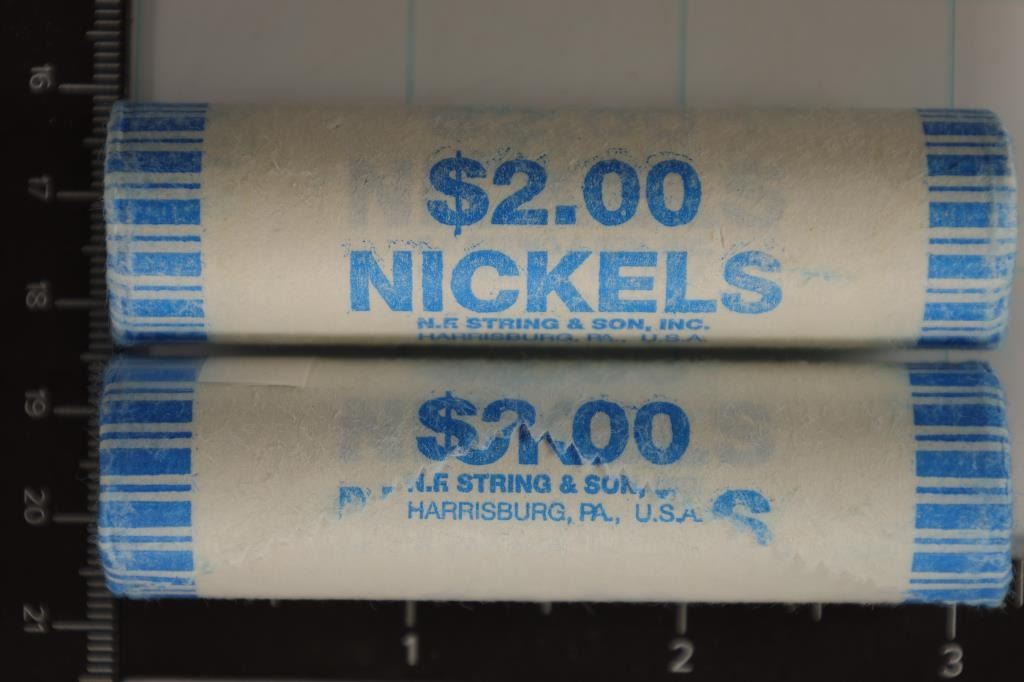 16
17
18
19
20
21
$2.00
NICKELS
N.F. STRING & SON, INC.
HARRISBURG, PA., U.S.A.
$2.00
N.F. STRING & SON,
HARRISBURG, PA., U.S.A.
S
1
2
3